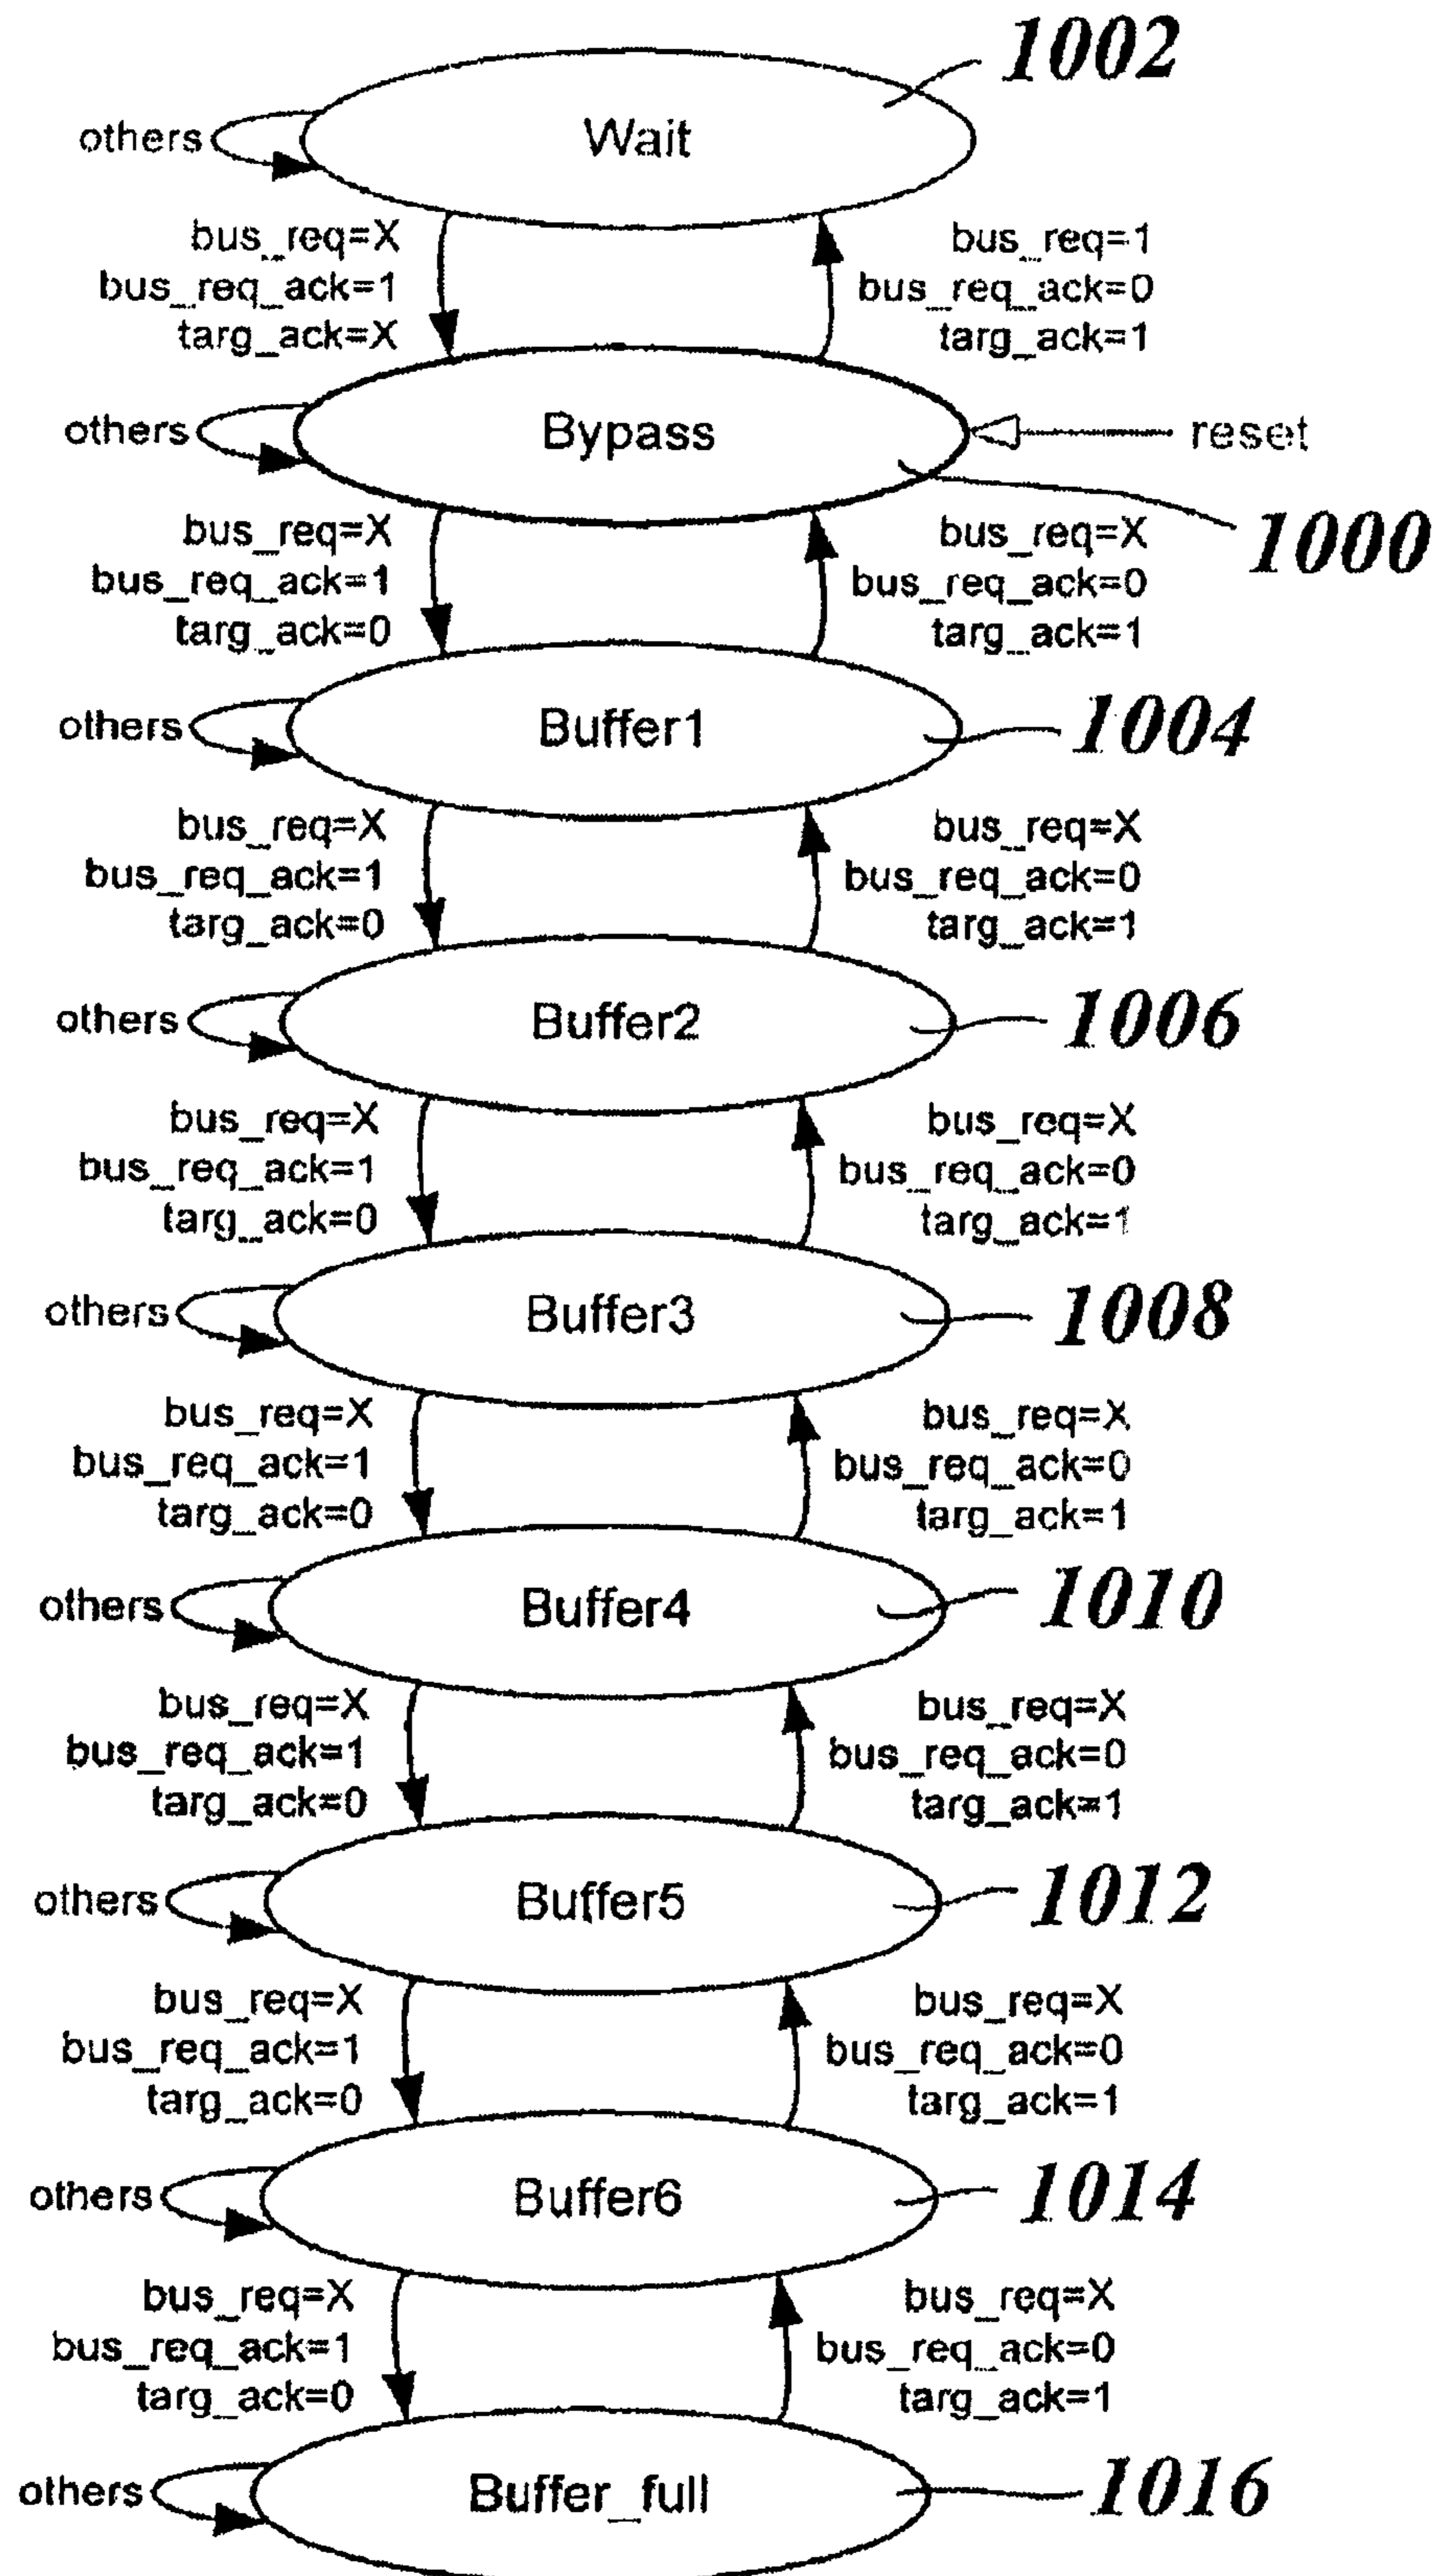 1002
Wait
others
bus_req=X
bus_req_ack=1
targ_ack=X
bus_req=1
bus_req_ack=0
targ_ack=1
Bypass
others
reset
1000
bus_req=X
bus_req_ack=1
targ_ack=0
bus_req=X
bus_req_ack=0
targ_ack=1
Buffer1
others
1004
bus_req=X
bus_req_ack=1
targ_ack=0
bus_req=X
bus_req_ack=0
targ_ack=1
Buffer2
others
1006
bus_req=X
bus_req_ack=1
targ_ack=0
bus_req=X
bus_req_ack=0
targ_ack=1
Buffer3
others
1008
bus_req=X
bus_req_ack=1
targ_ack=0
bus_req=X
bus_req_ack=0
targ_ack=1
Buffer4
others
1010
bus_req=X
bus_req_ack=1
targ_ack=0
bus_req=X
bus_req_ack=0
targ_ack=1
Buffer5
others
1012
bus_req=X
bus_req_ack=1
targ_ack=0
bus_req=X
bus_req_ack=0
targ_ack=1
Buffer6
others
1014
bus_req=X
bus_req_ack=1
targ_ack=0
bus_req=X
bus_req_ack=0
targ_ack=1
Buffer_full
others
1016